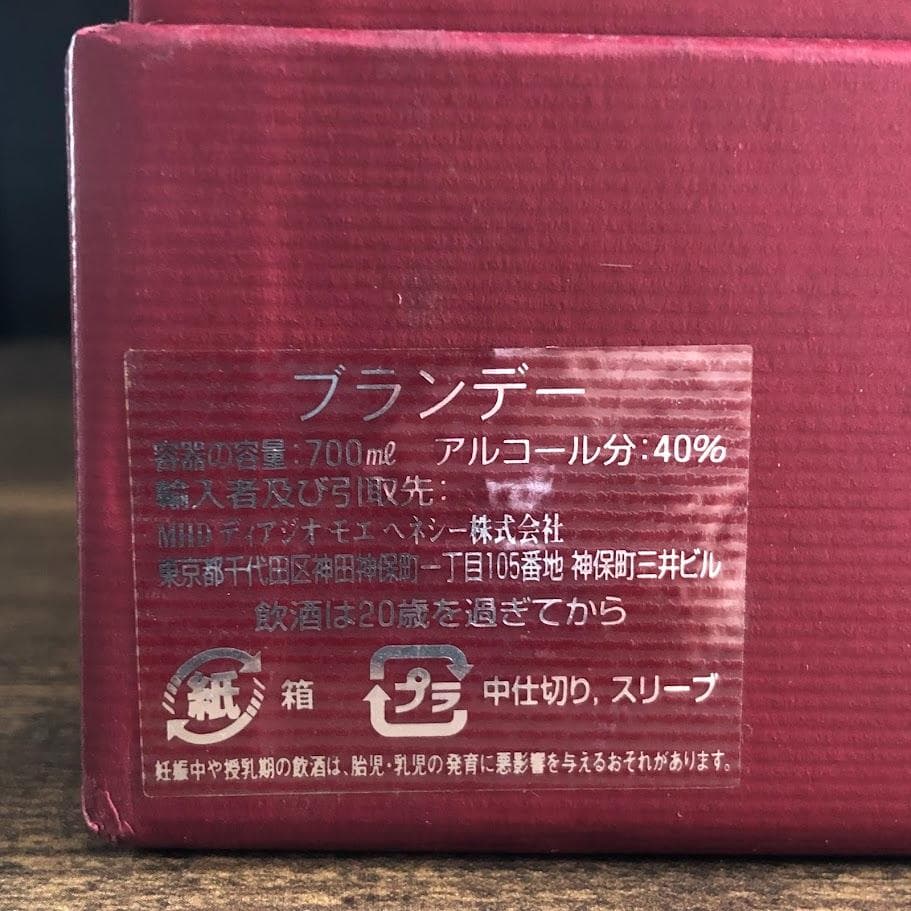 ブランデー
容器の容量:700mℓ アルコール分:40%
輸入者及び引取先:
MHD ディアジオ モエ ヘネシー株式会社
東京都千代田区神田神保町一丁目105番地 神保町三井ビル
飲酒は20歳を過ぎてから
紙 箱 プラ 中仕切り, スリーブ
妊娠中や授乳期の飲酒は、胎児・乳児の発育に悪影響を与えるおそれがあります。